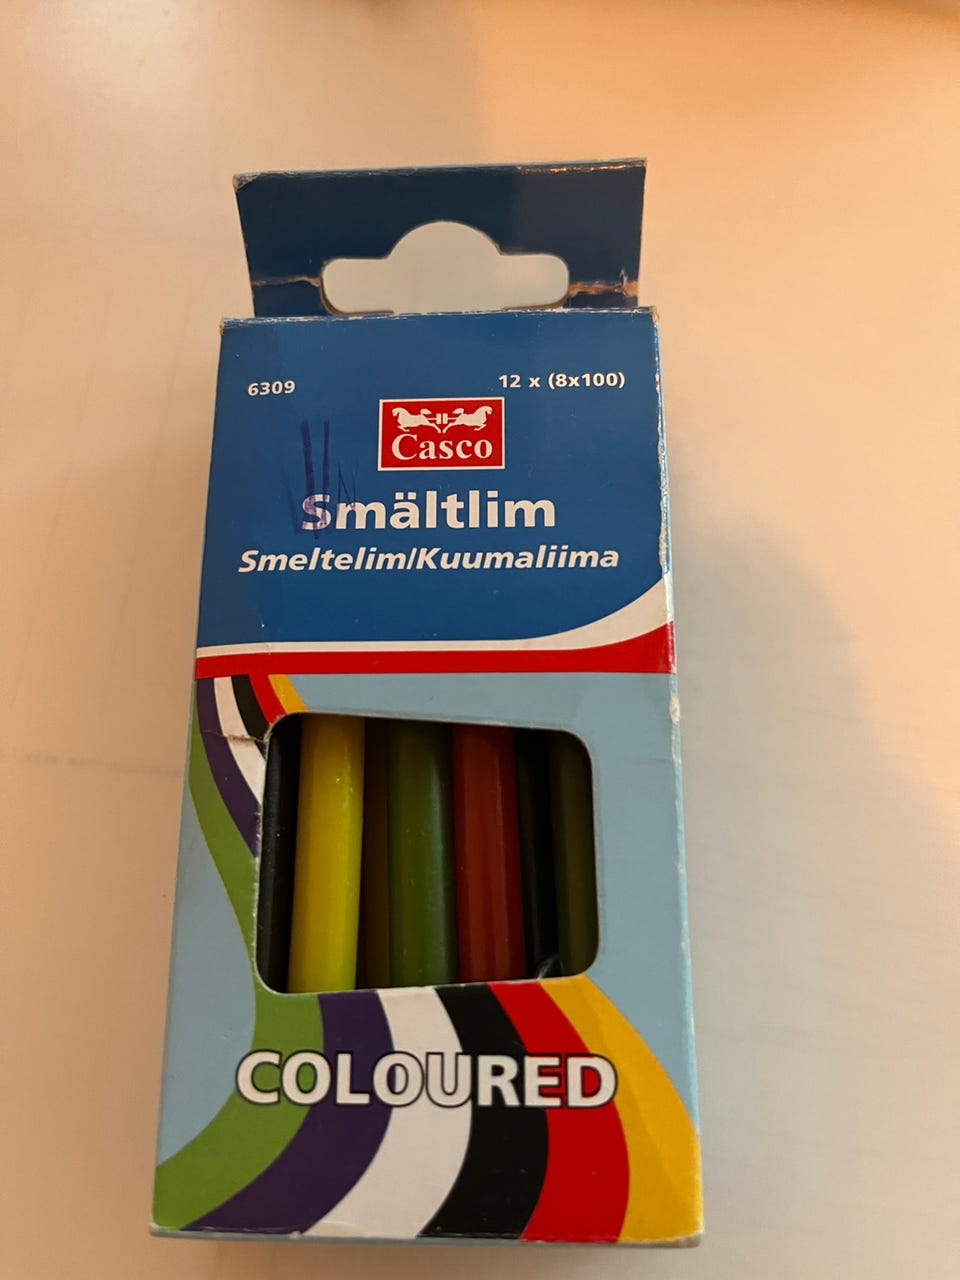 6309
12 x (8x100)
Casco
Smältlim
Smeltelim/Kuumaliima
COLOURED